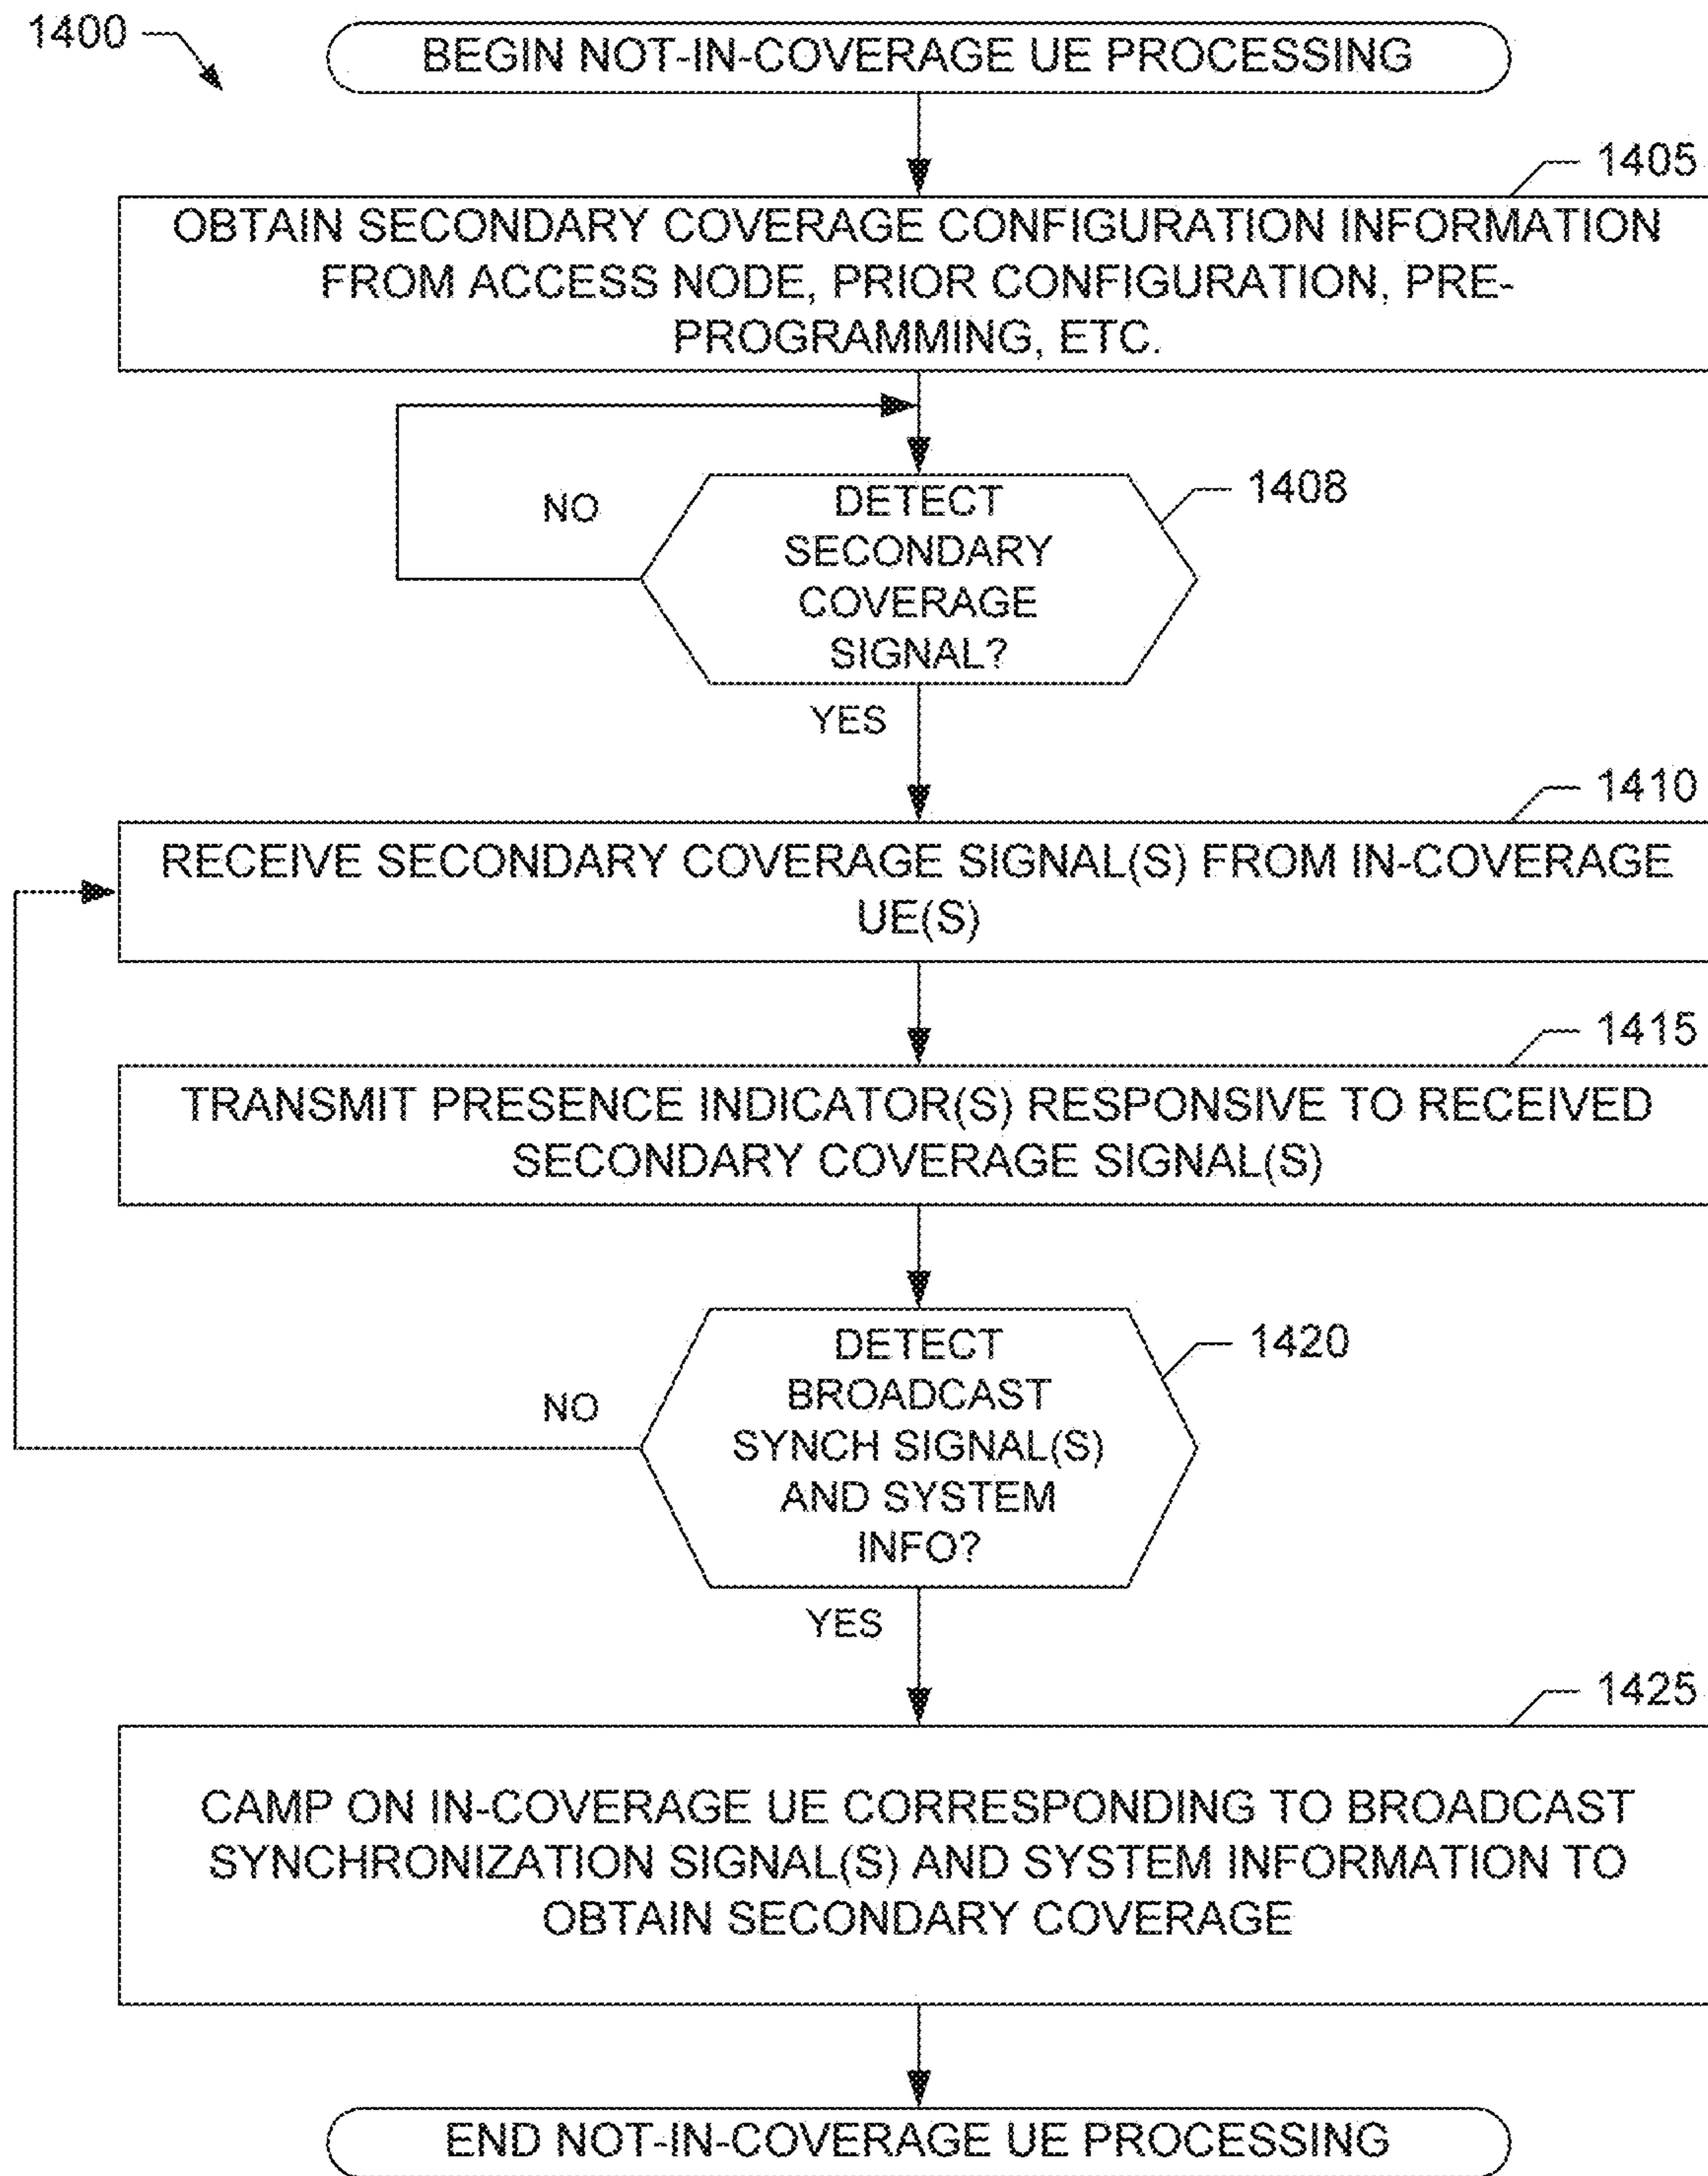 1400
BEGIN NOT-IN-COVERAGE UE PROCESSING
1405
OBTAIN SECONDARY COVERAGE CONFIGURATION INFORMATION
FROM ACCESS NODE, PRIOR CONFIGURATION, PRE-
PROGRAMMING, ETC.
1408
NO
DETECT
SECONDARY
COVERAGE
SIGNAL?
YES
1410
RECEIVE SECONDARY COVERAGE SIGNAL(S) FROM IN-COVERAGE
UE(S)
1415
TRANSMIT PRESENCE INDICATOR(S) RESPONSIVE TO RECEIVED
SECONDARY COVERAGE SIGNAL(S)
1420
NO
DETECT
BROADCAST
SYNCH SIGNAL(S)
AND SYSTEM
INFO?
YES
1425
CAMP ON IN-COVERAGE UE CORRESPONDING TO BROADCAST
SYNCHRONIZATION SIGNAL(S) AND SYSTEM INFORMATION TO
OBTAIN SECONDARY COVERAGE
END NOT-IN-COVERAGE UE PROCESSING